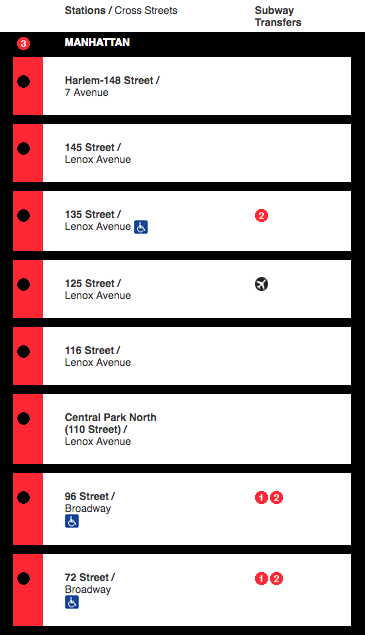 Stations / Cross Streets
Subway
Transfers
3 MANHATTAN
Harlem-148 Street /
7 Avenue
145 Street /
Lenox Avenue
135 Street /
Lenox Avenue
2
125 Street /
Lenox Avenue
116 Street /
Lenox Avenue
Central Park North
(110 Street) /
Lenox Avenue
96 Street /
Broadway
1 2
72 Street /
Broadway
1 2